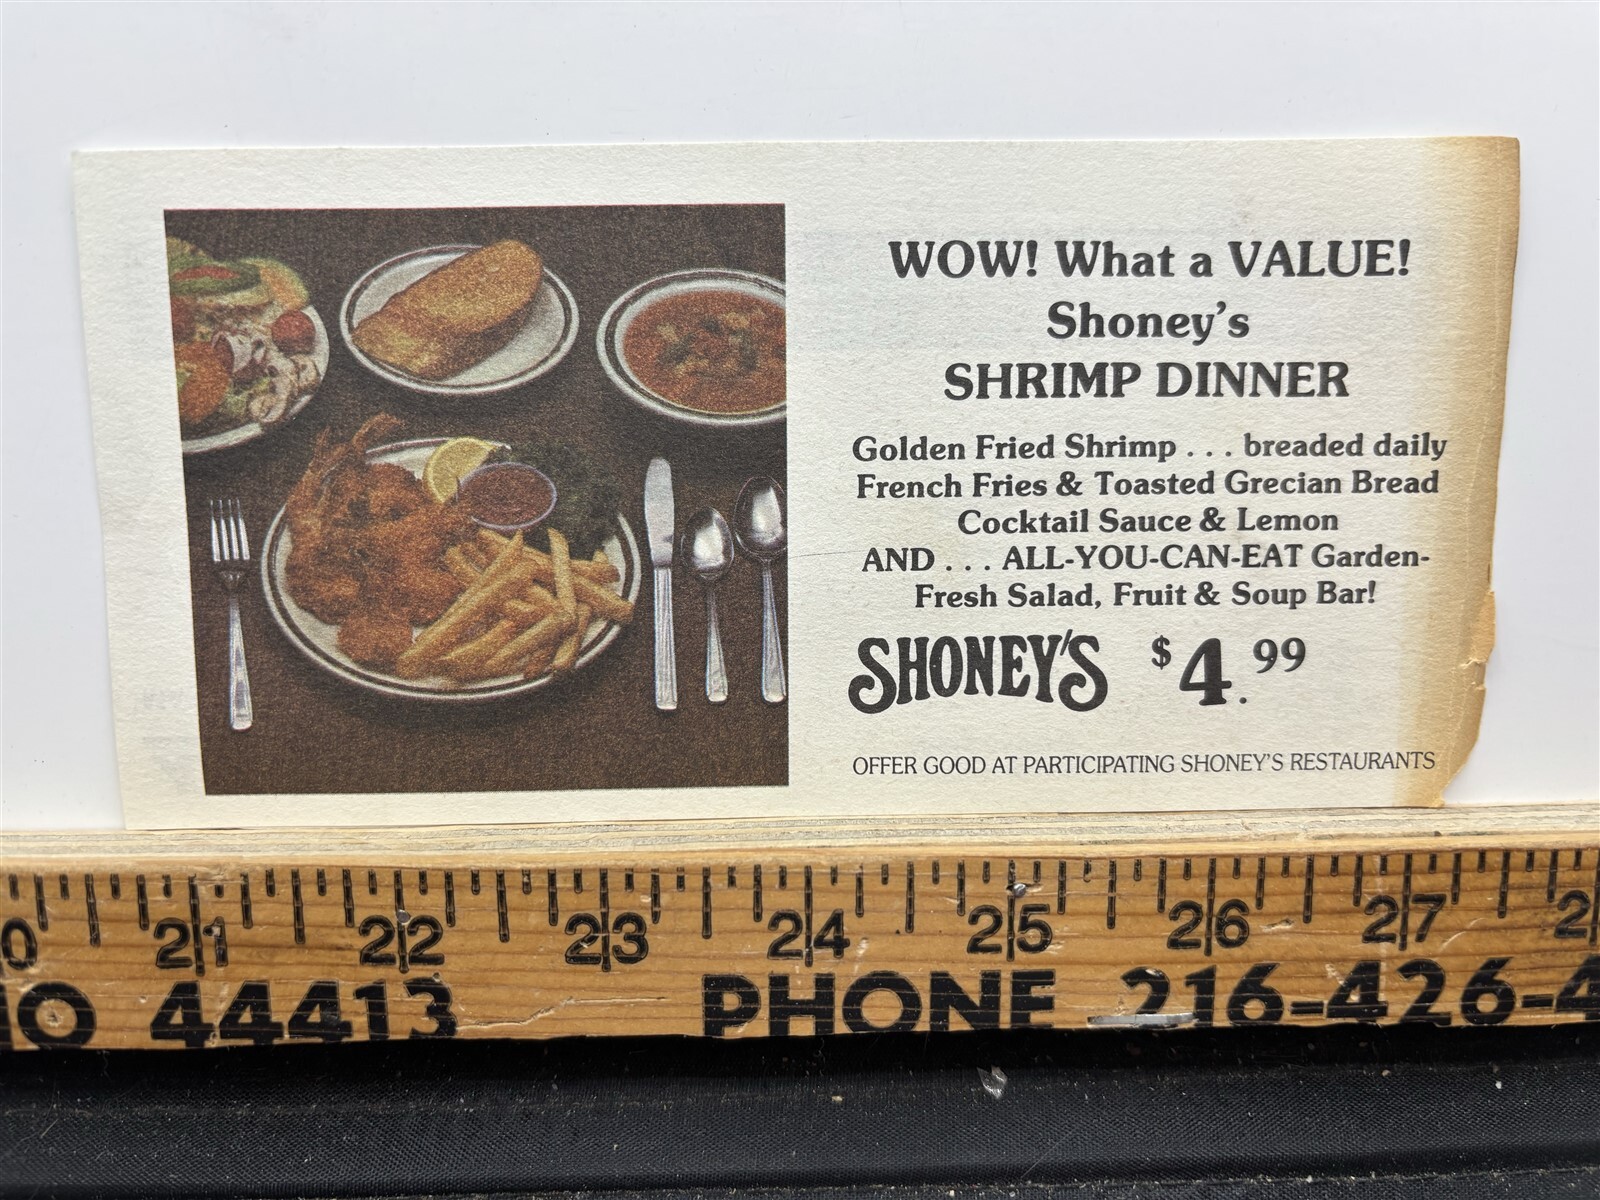 WOW! What a VALUE!
Shoney's
SHRIMP DINNER
Golden Fried Shrimp . . . breaded daily
French Fries & Toasted Grecian Bread
Cocktail Sauce & Lemon
AND . . . ALL-YOU-CAN-EAT Garden-
Fresh Salad, Fruit & Soup Bar!
SHONEY'S $4.99
OFFER GOOD AT PARTICIPATING SHONEY'S RESTAURANTS
21 22 23 24 25 26 27
44413 PHONE 216-426-